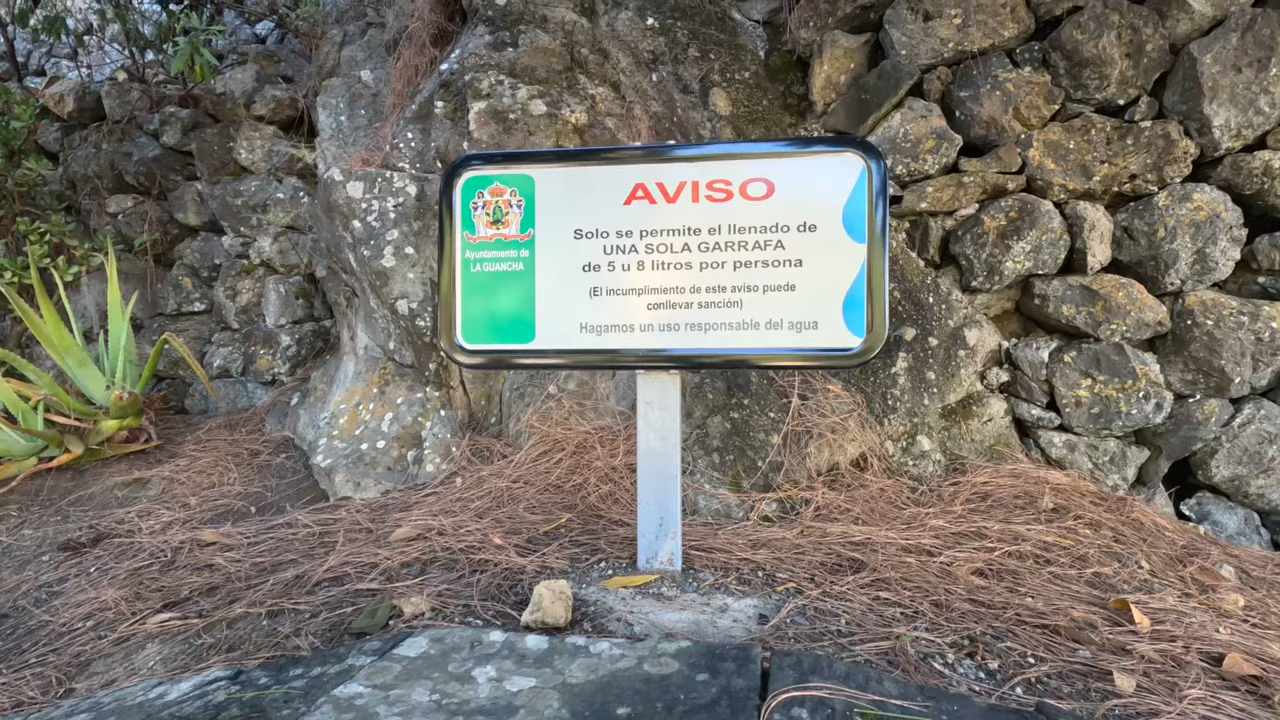 Ayuntamiento de
LA GUANCHA
AVISO
Solo se permite el llenado de
UNA SOLA GARRAFA
de 5 u 8 litros por persona
(El incumplimiento de este aviso puede
conllevar sanción)
Hagamos un uso responsable del agua